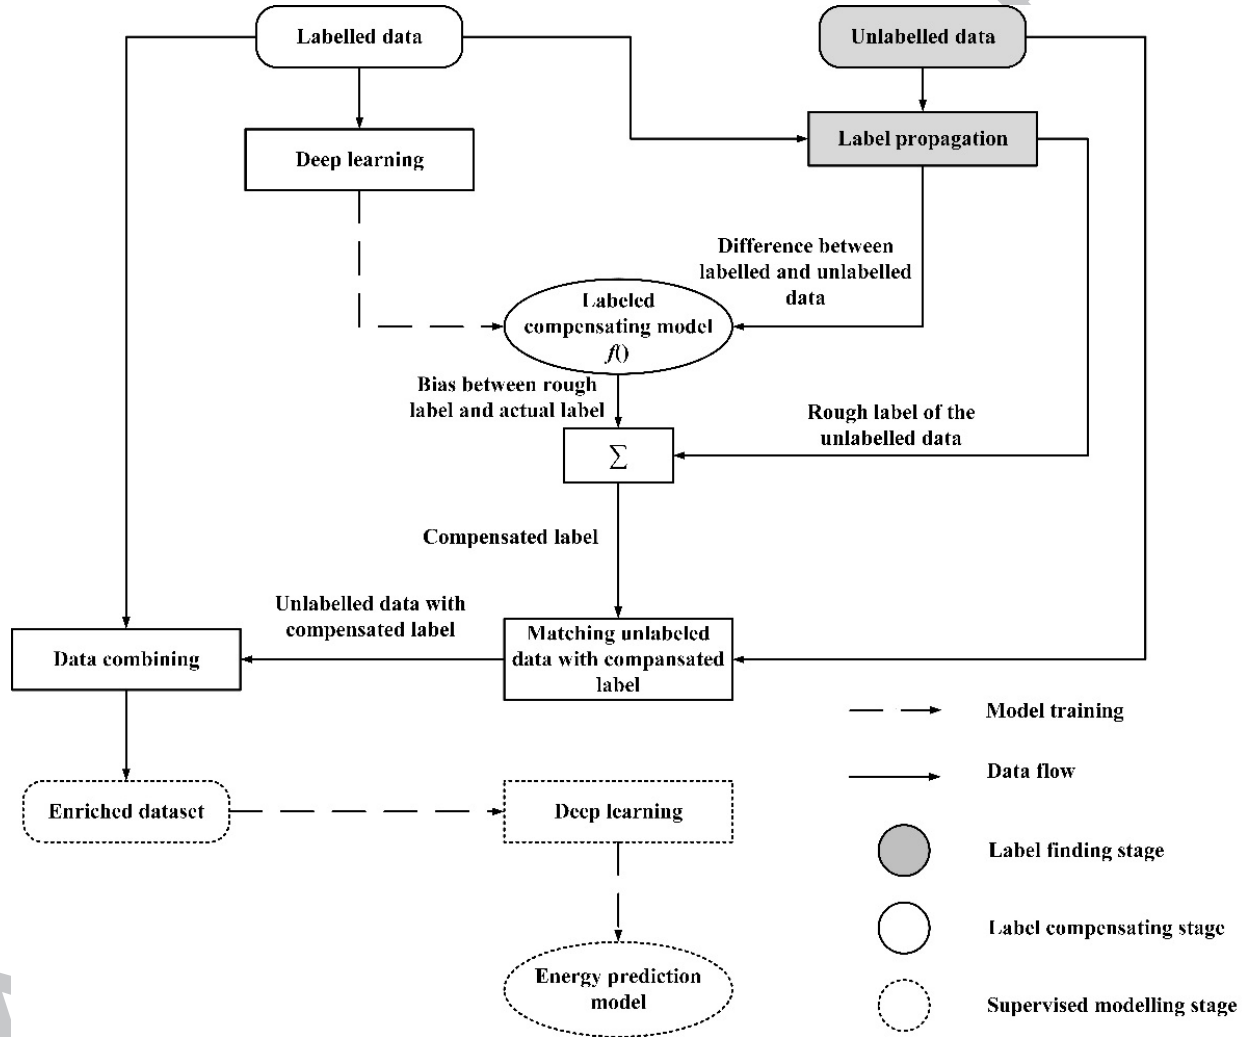 Labelled data
Unlabelled data
Deep learning
Label propagation
Difference between
labelled and unlabelled
data
Labeled
compensating model
f()
Bias between rough
label and actual label
Rough label of the
unlabelled data
∑
Compensated label
Unlabelled data with
compensated label
Data combining
Matching unlabeled
data with compansated
label
Model training
Data flow
Enriched dataset
Deep learning
Label finding stage
Label compensating stage
Energy prediction
model
Supervised modelling stage